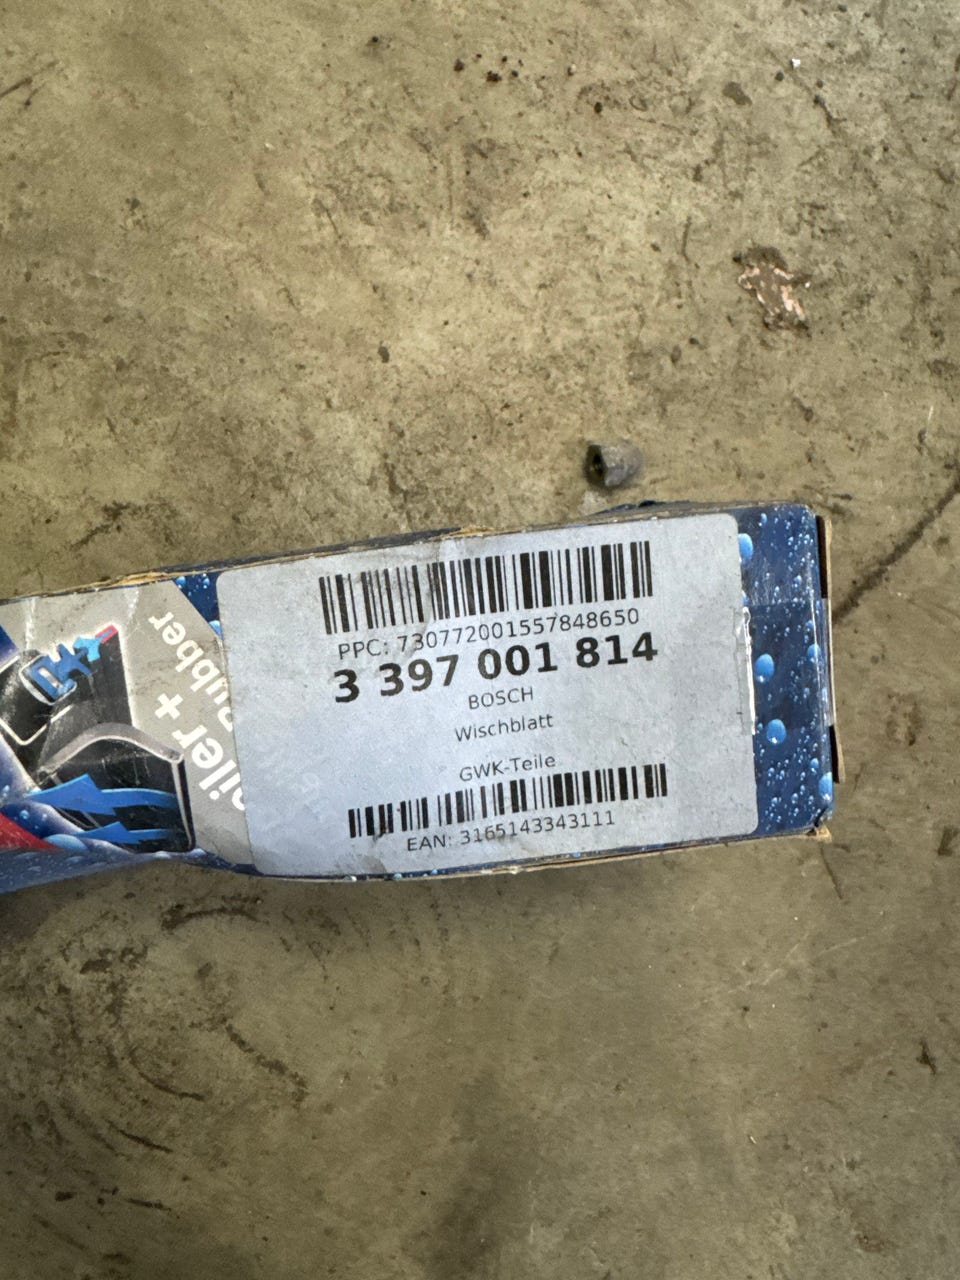 PPC: 730772001557848650
3 397 001 814
BOSCH
Wischblatt
GWK-Teile
EAN: 3165143343111
+